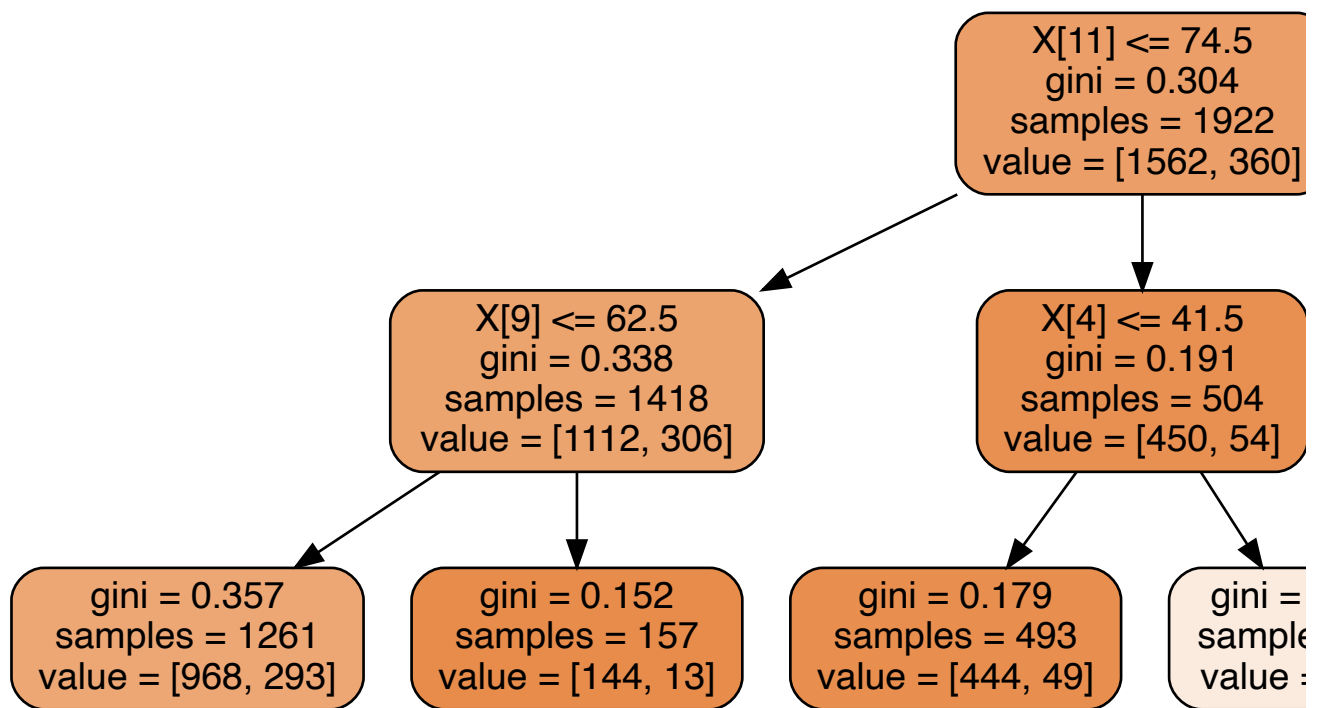 X[11] <= 74.5
gini = 0.304
samples = 1922
value = [1562, 360]
X[9] <= 62.5
gini = 0.338
samples = 1418
value = [1112, 306]
X[4] <= 41.5
gini = 0.191
samples = 504
value = [450, 54]
gini = 0.357
samples = 1261
value = [968, 293]
gini = 0.152
samples = 157
value = [144, 13]
gini = 0.179
samples = 493
value = [444, 49]
gini =
value =